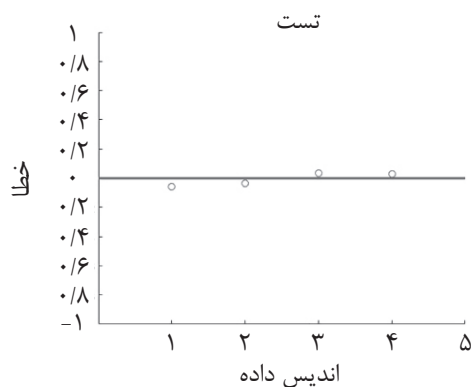 تست
۱
۰/۸
۰/۶
۰/۴
۰/۲
۰
۰/۲
۰/۴
۰/۶
۰/۸
-۱
خطا
۱ ۲ ۳ ۴ ۵
اندیس داده